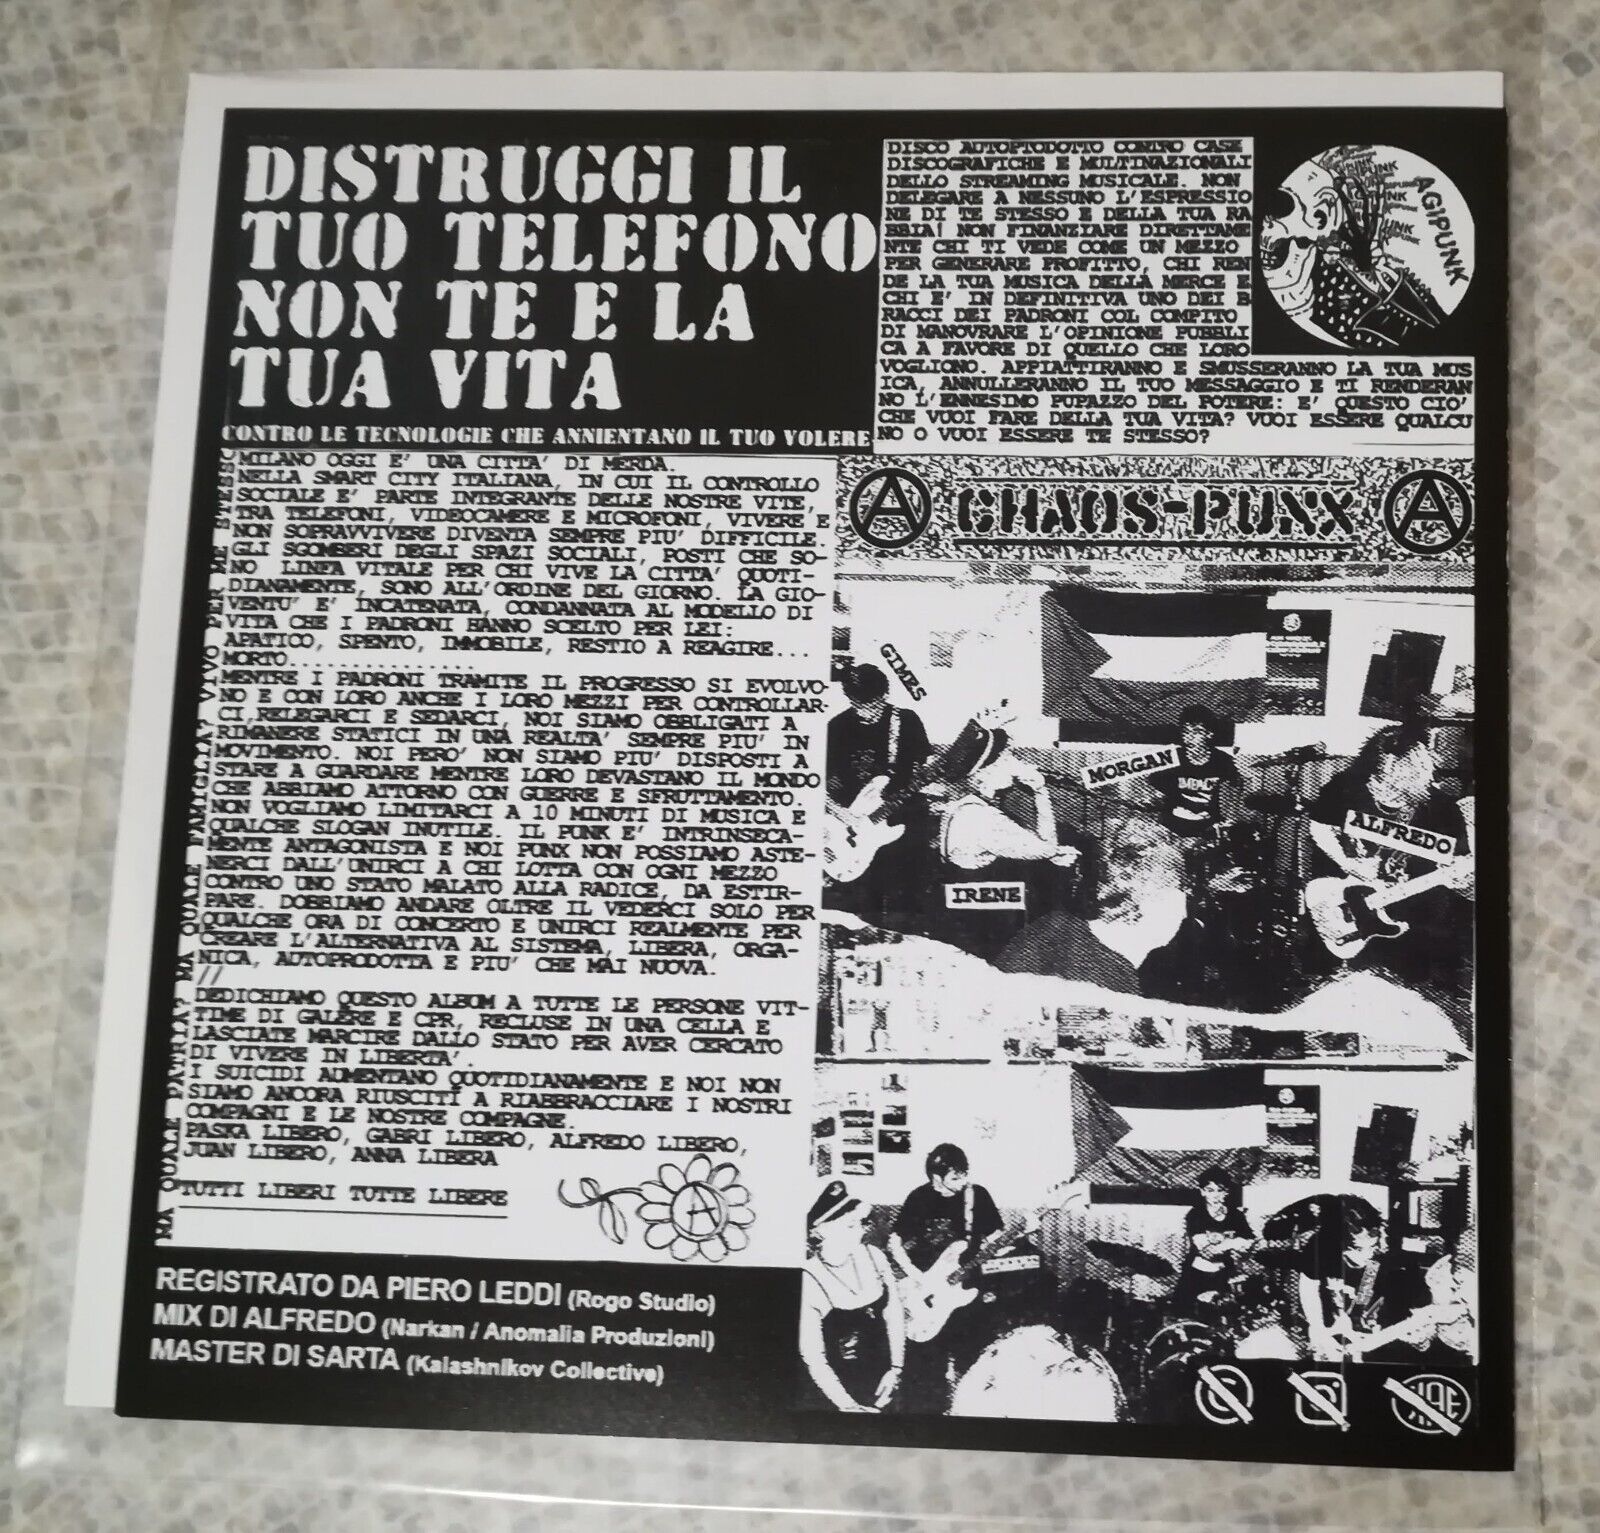 DISTRUGGI IL
TUO TELEFONO
NON TE E LA
TUA VITA
CONTRO LE TECNOLOGIE CHE ANNIENTANO IL TUO VOLERE
DISCO AUTOPTODOTTO CONTRO CASE
DISCOGRAFICHE E MULTINAZIONALI
DELLO STREAMING MUSICALE. NON
DELEGARE A NESSUNO L'ESPRESSIO
NE DI TE STESSO E DELLA TUA RA
BBIA! NON FINANZIARE DIRETTAME
NTE CHI TI VEDE COME UN MEZZO
PER GENERARE PROFITTO, CHI REN
DE LA TUA MUSICA DELLA MERCE E
CHI E' IN DEFINITIVA UNO DEI B
RACCI DEI PADRONI COL COMPITO
DI MANOVRARE L'OPINIONE PUBBLI
CA A FAVORE DI QUELLO CHE LORO
VOGLIONO. APPIATTIRANNO E SMUSSERANNO LA TUA MUS
ICA, ANNULLERANNO IL TUO MESSAGGIO E TI RENDERAN
NO L'ENNESIMO PUPAZZO DEL POTERE: E' QUESTO CIO'
CHE VUOI FARE DELLA TUA VITA? VUOI ESSERE QUALCU
NO O VUOI ESSERE TE STESSO?
AGIPUNK
MA QUALE PATRIA? MA QUALE FAMIGLIA? VIVO PER ME STESSO
MILANO OGGI E' UNA CITTA' DI MERDA.
NELLA SMART CITY ITALIANA, IN CUI IL CONTROLLO
SOCIALE E' PARTE INTEGRANTE DELLE NOSTRE VITE,
TRA TELEFONI, VIDEOCAMERE E MICROFONI, VIVERE E
NON SOPRAVVIVERE DIVENTA SEMPRE PIU' DIFFICILE.
GLI SGOMBERI DEGLI SPAZI SOCIALI, POSTI CHE SO-
NO LINFA VITALE PER CHI VIVE LA CITTA' QUOTI-
DIANAMENTE, SONO ALL'ORDINE DEL GIORNO. LA GIO-
VENTU' E' INCATENATA, CONDANNATA AL MODELLO DI
VITA CHE I PADRONI HANNO SCELTO PER LEI:
APATICO, SPENTO, IMMOBILE, RESTIO A REAGIRE...
MORTO...............
MENTRE I PADRONI TRAMITE IL PROGRESSO SI EVOLVO-
NO E CON LORO ANCHE I LORO MEZZI PER CONTROLLAR-
CI,RELEGARCI E SEDARCI, NOI SIAMO OBBLIGATI A
RIMANERE STATICI IN UNA REALTA' SEMPRE PIU' IN
MOVIMENTO. NOI PERO' NON SIAMO PIU' DISPOSTI A
STARE A GUARDARE MENTRE LORO DEVASTANO IL MONDO
CHE ABBIAMO ATTORNO CON GUERRE E SFRUTTAMENTO.
NON VOGLIAMO LIMITARCI A 10 MINUTI DI MUSICA E
QUALCHE SLOGAN INUTILE. IL PUNK E' INTRINSECA-
MENTE ANTAGONISTA E NOI PUNX NON POSSIAMO ASTE-
NERCI DALL'UNIRCI A CHI LOTTA CON OGNI MEZZO
CONTRO UNO STATO MALATO ALLA RADICE, DA ESTIR-
PARE. DOBBIAMO ANDARE OLTRE IL VEDERCI SOLO PER
QUALCHE ORA DI CONCERTO E UNIRCI REALMENTE PER
CREARE L'ALTERNATIVA AL SISTEMA, LIBERA, ORGA-
NICA, AUTOPRODOTTA E PIU' CHE MAI NUOVA.
//
DEDICHIAMO QUESTO ALBUM A TUTTE LE PERSONE VIT-
TIME DI GALERE E CPR, RECLUSE IN UNA CELLA E
LASCIATE MARCIRE DALLO STATO PER AVER CERCATO
DI VIVERE IN LIBERTA'.
I SUICIDI AUMENTANO QUOTIDIANAMENTE E NOI NON
SIAMO ANCORA RIUSCITI A RIABBRACCIARE I NOSTRI
COMPAGNI E LE NOSTRE COMPAGNE.
PASKA LIBERO, GABRI LIBERO, ALFREDO LIBERO,
JUAN LIBERO, ANNA LIBERA
TUTTI LIBERI TUTTE LIBERE
A
A CHAOS-PUNX A
GIMES
MORGAN
IMPACT
ALFREDO
IRENE
REGISTRATO DA PIERO LEDDI (Rogo Studio)
MIX DI ALFREDO (Narkan / Anomalia Produzioni)
MASTER DI SARTA (Kalashnikov Collective)
C